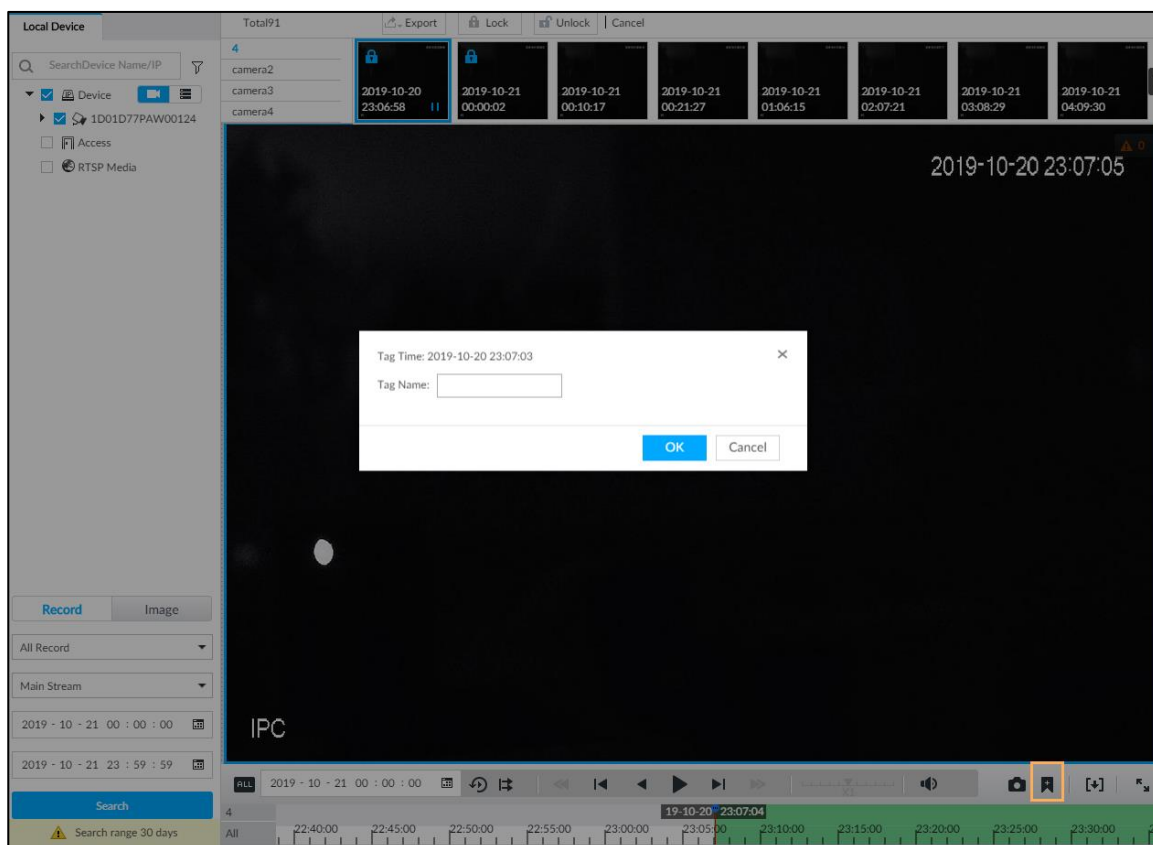 Local Device
Total91
Export
Lock
Unlock
Cancel
SearchDevice Name/IP
Device
1D01D77PAW00124
Access
RTSP Media
4
camera2
camera3
camera4
2019-10-20
23:06:58
2019-10-21
00:00:02
2019-10-21
00:10:17
2019-10-21
00:21:27
2019-10-21
01:06:15
2019-10-21
02:07:21
2019-10-21
03:08:29
2019-10-21
04:09:30
0
2019-10-20 23:07:05
Tag Time: 2019-10-20 23:07:03
Tag Name:
OK
Cancel
IPC
Record
Image
All Record
Main Stream
2019 - 10 - 21 00 : 00 : 00
2019 - 10 - 21 23 : 59 : 59
Search
Search range 30 days
ALL
2019 - 10 - 21 00 : 00 : 00
X1
4
19-10-20 23:07:04
All
22:40:00
22:45:00
22:50:00
22:55:00
23:00:00
23:05:00
23:10:00
23:15:00
23:20:00
23:25:00
23:30:00